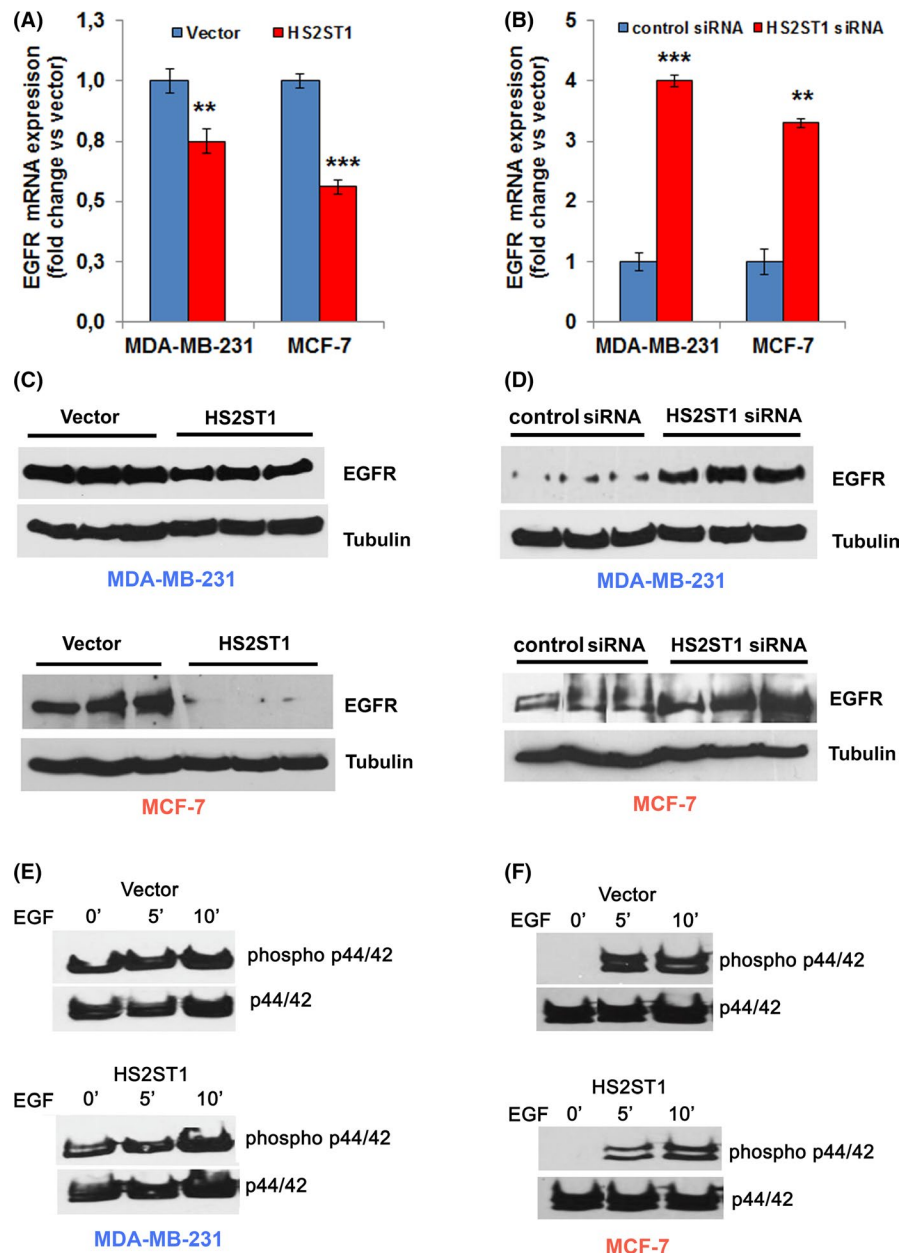 (A)
Vector HS2ST1
EGFR mRNA expresison
(fold change vs vector)
1,3
1,0
0,8
0,5
0,3
0,0
**
***
MDA-MB-231 MCF-7
(B)
control siRNA HS2ST1 siRNA
EGFR mRNA expresison
(fold change vs vector)
5
4
3
2
1
0
***
**
MDA-MB-231 MCF-7
(C)
Vector HS2ST1
EGFR
Tubulin
MDA-MB-231
Vector HS2ST1
EGFR
Tubulin
MCF-7
(D)
control siRNA HS2ST1 siRNA
EGFR
Tubulin
MDA-MB-231
control siRNA HS2ST1 siRNA
EGFR
Tubulin
MCF-7
(E)
Vector
EGF 0' 5' 10'
phospho p44/42
p44/42
HS2ST1
EGF 0' 5' 10'
phospho p44/42
p44/42
MDA-MB-231
(F)
Vector
EGF 0' 5' 10'
phospho p44/42
p44/42
HS2ST1
EGF 0' 5' 10'
phospho p44/42
p44/42
MCF-7